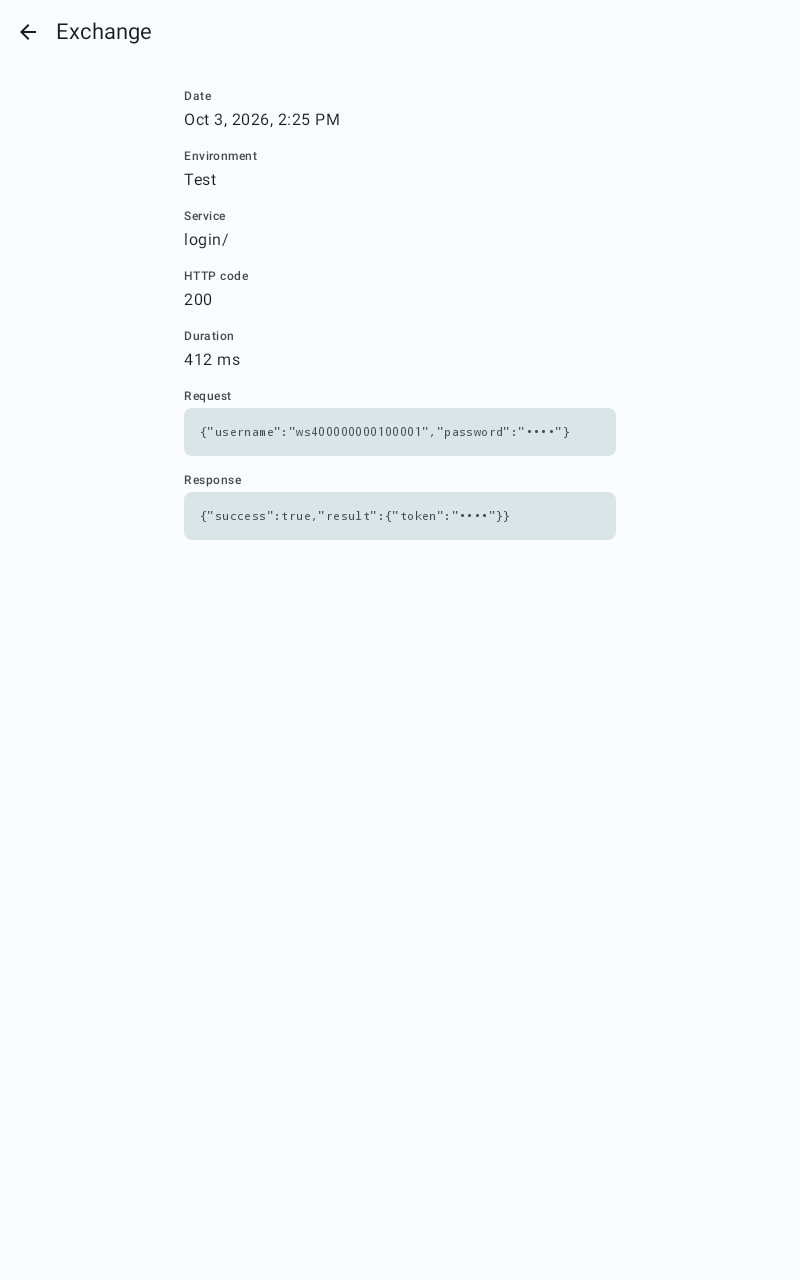 Exchange
Date
Oct 3, 2026, 2:25 PM
Environment
Test
Service
login/
HTTP code
200
Duration
412 ms
Request
{"username":"ws400000000100001","password":"••••"}
Response
{"success":true,"result":{"token":"••••"}}